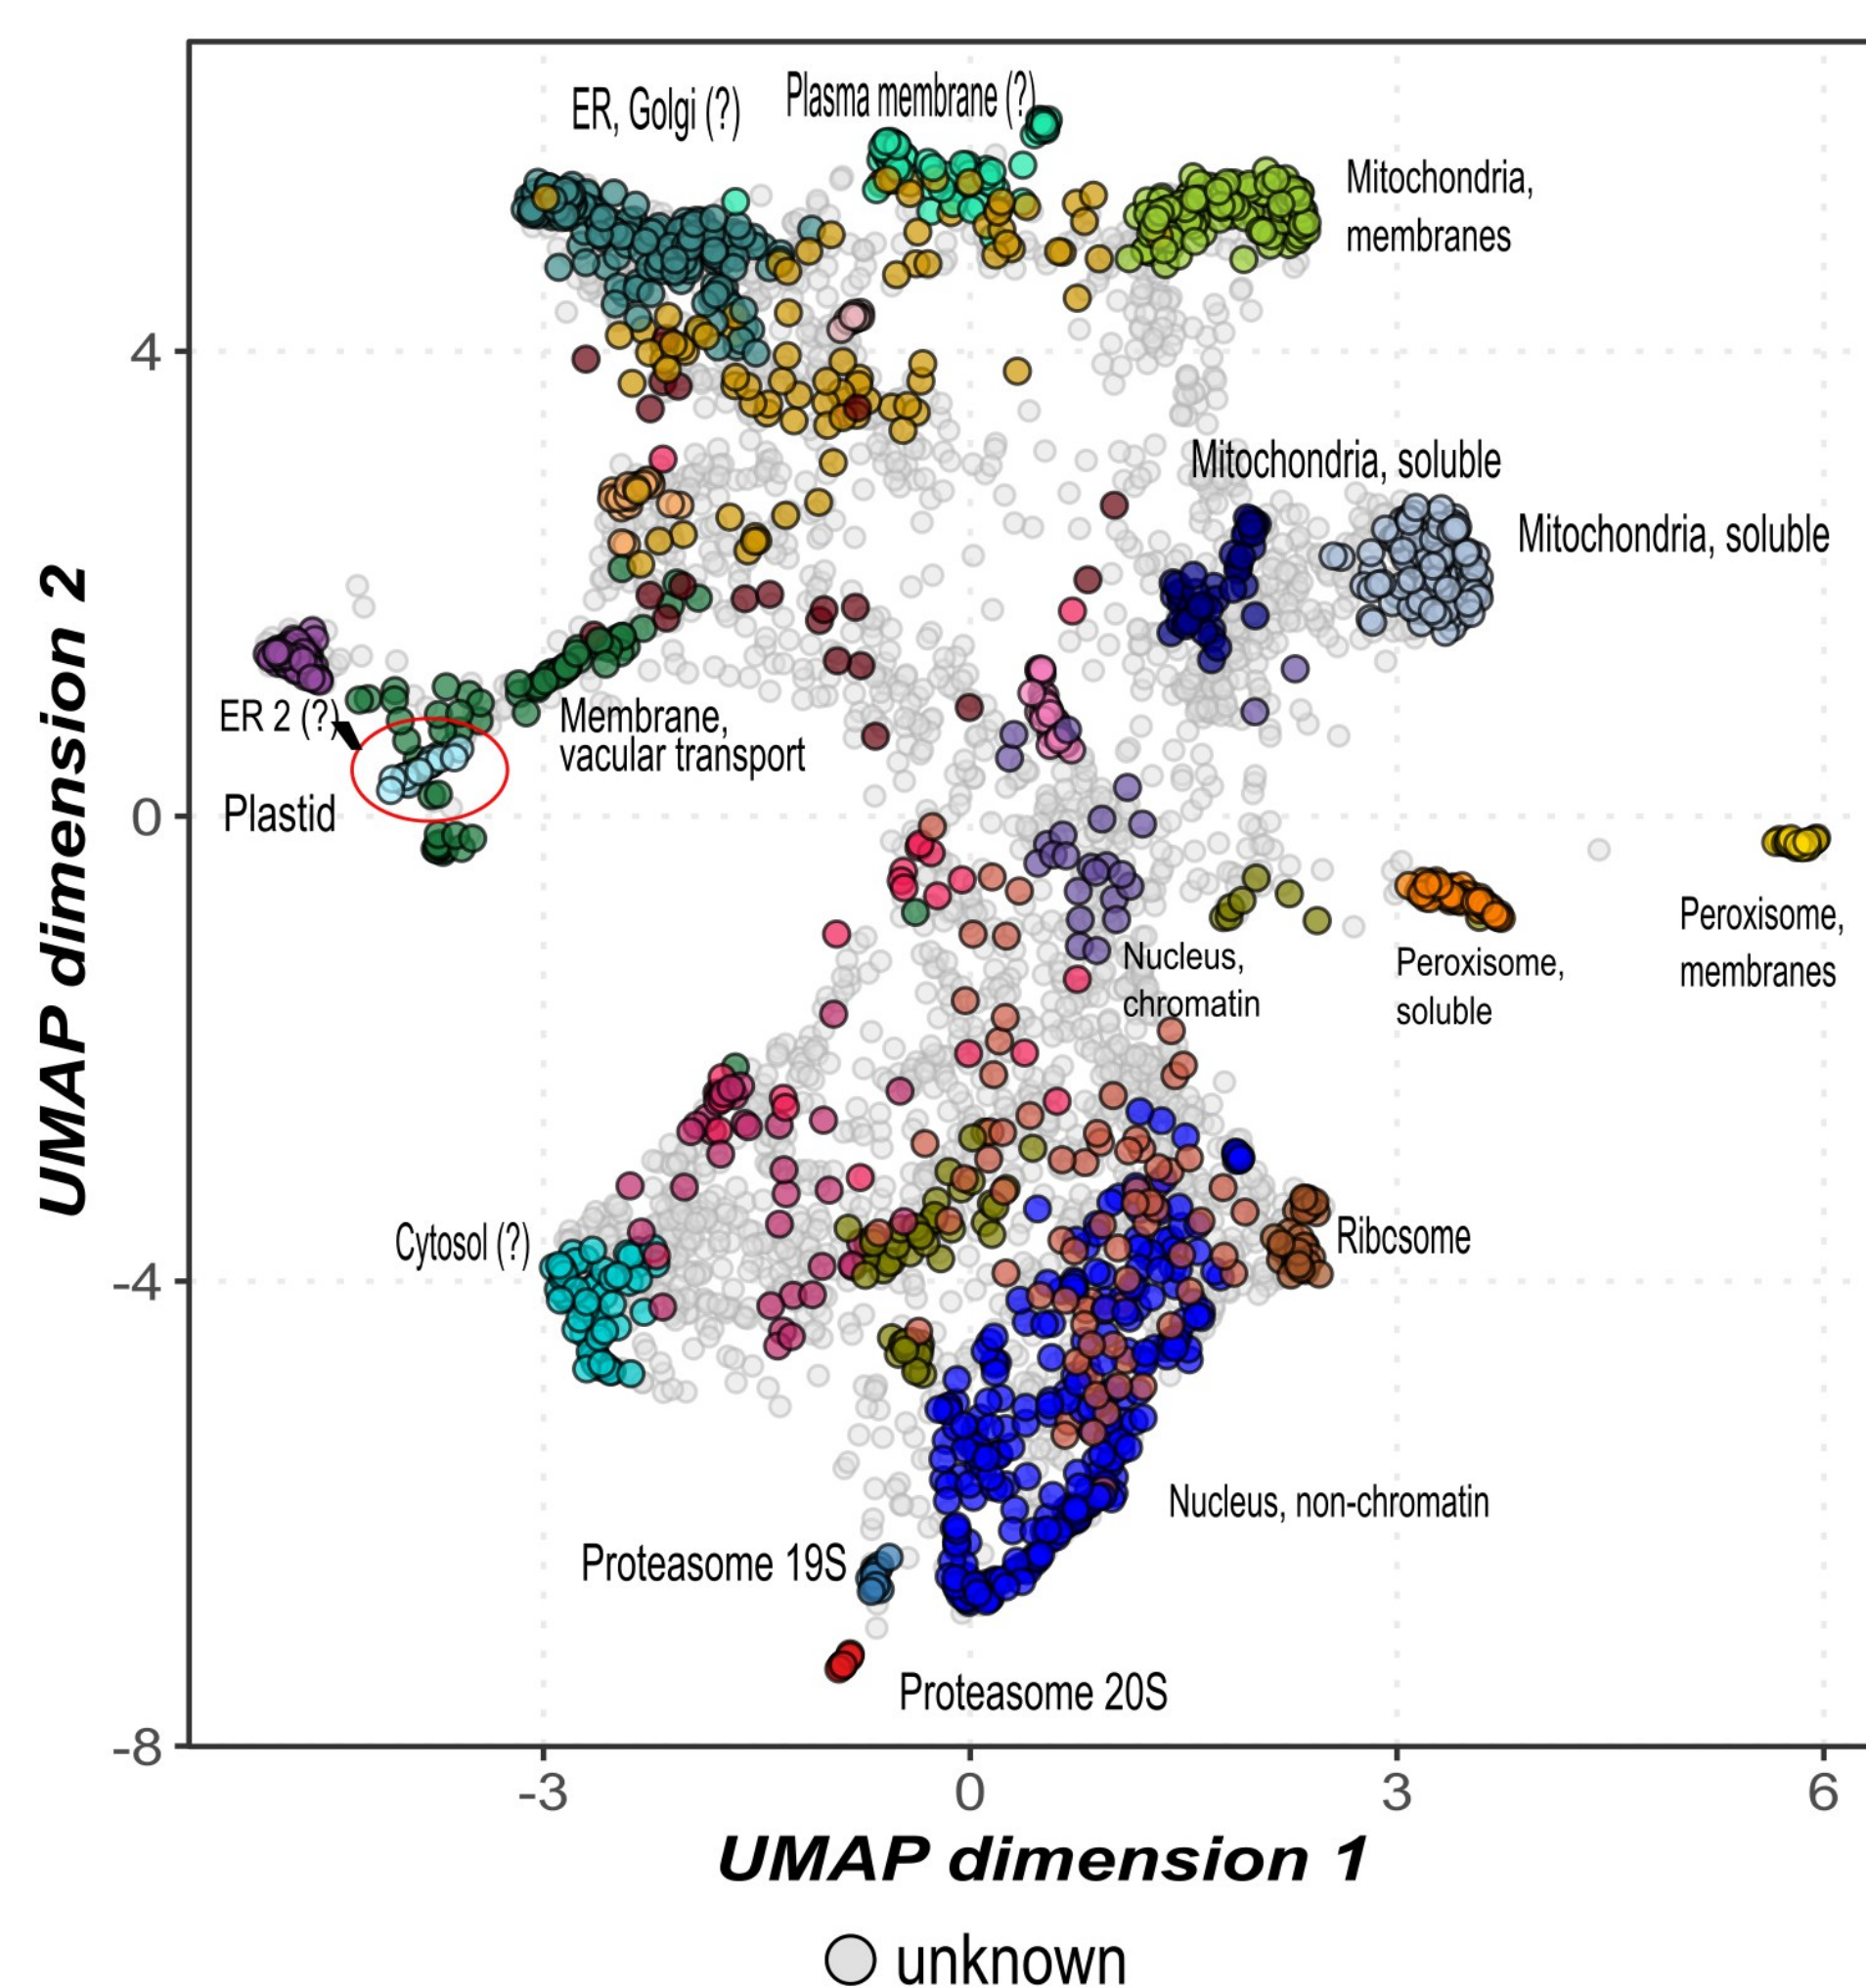 ER, Golgi (?)
Plasma membrane (?)
Mitochondria,
membranes
4
Mitochondria, soluble
Mitochondria, soluble
ER 2 (?)
Membrane,
vacular transport
Plastid
0
Nucleus,
chromatin
Peroxisome,
soluble
Peroxisome,
membranes
Cytosol (?)
Ribcsome
-4
Nucleus, non-chromatin
Proteasome 19S
Proteasome 20S
-8
-3
0
3
6
UMAP dimension 1
UMAP dimension 2
unknown